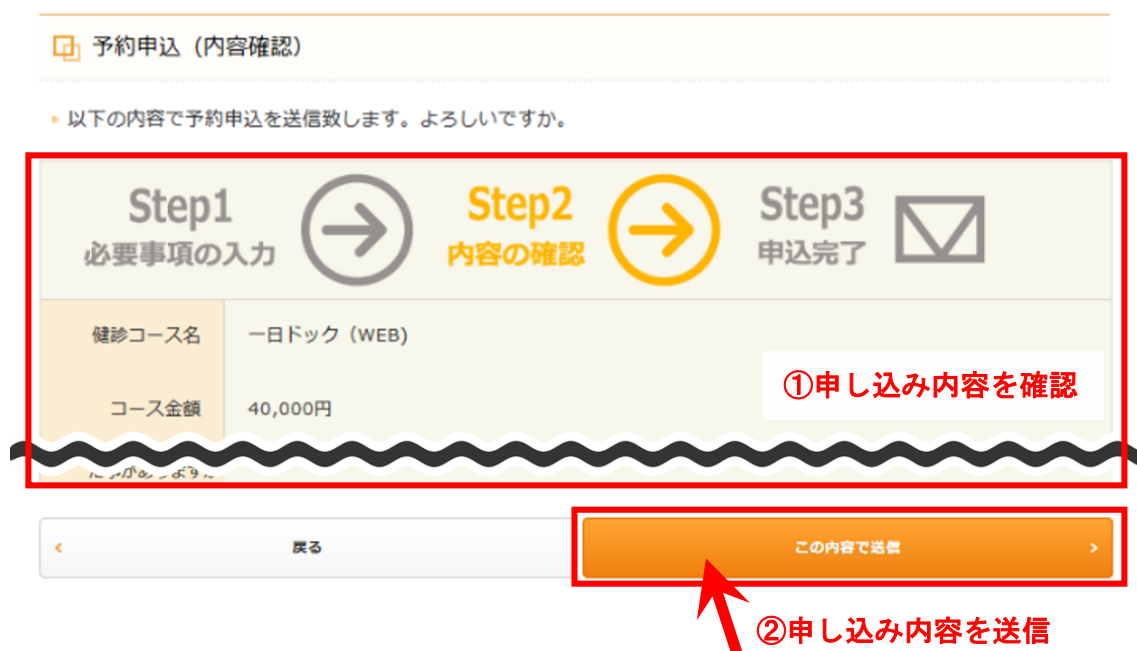 予約申込（内容確認）
以下の内容で予約申込を送信致します。よろしいですか。
Step1
必要事項の入力
Step2
内容の確認
Step3
申込完了
健診コース名
一日ドック（WEB)
①申し込み内容を確認
コース金額
40,000円
戻る
この内容で送信
②申し込み内容を送信